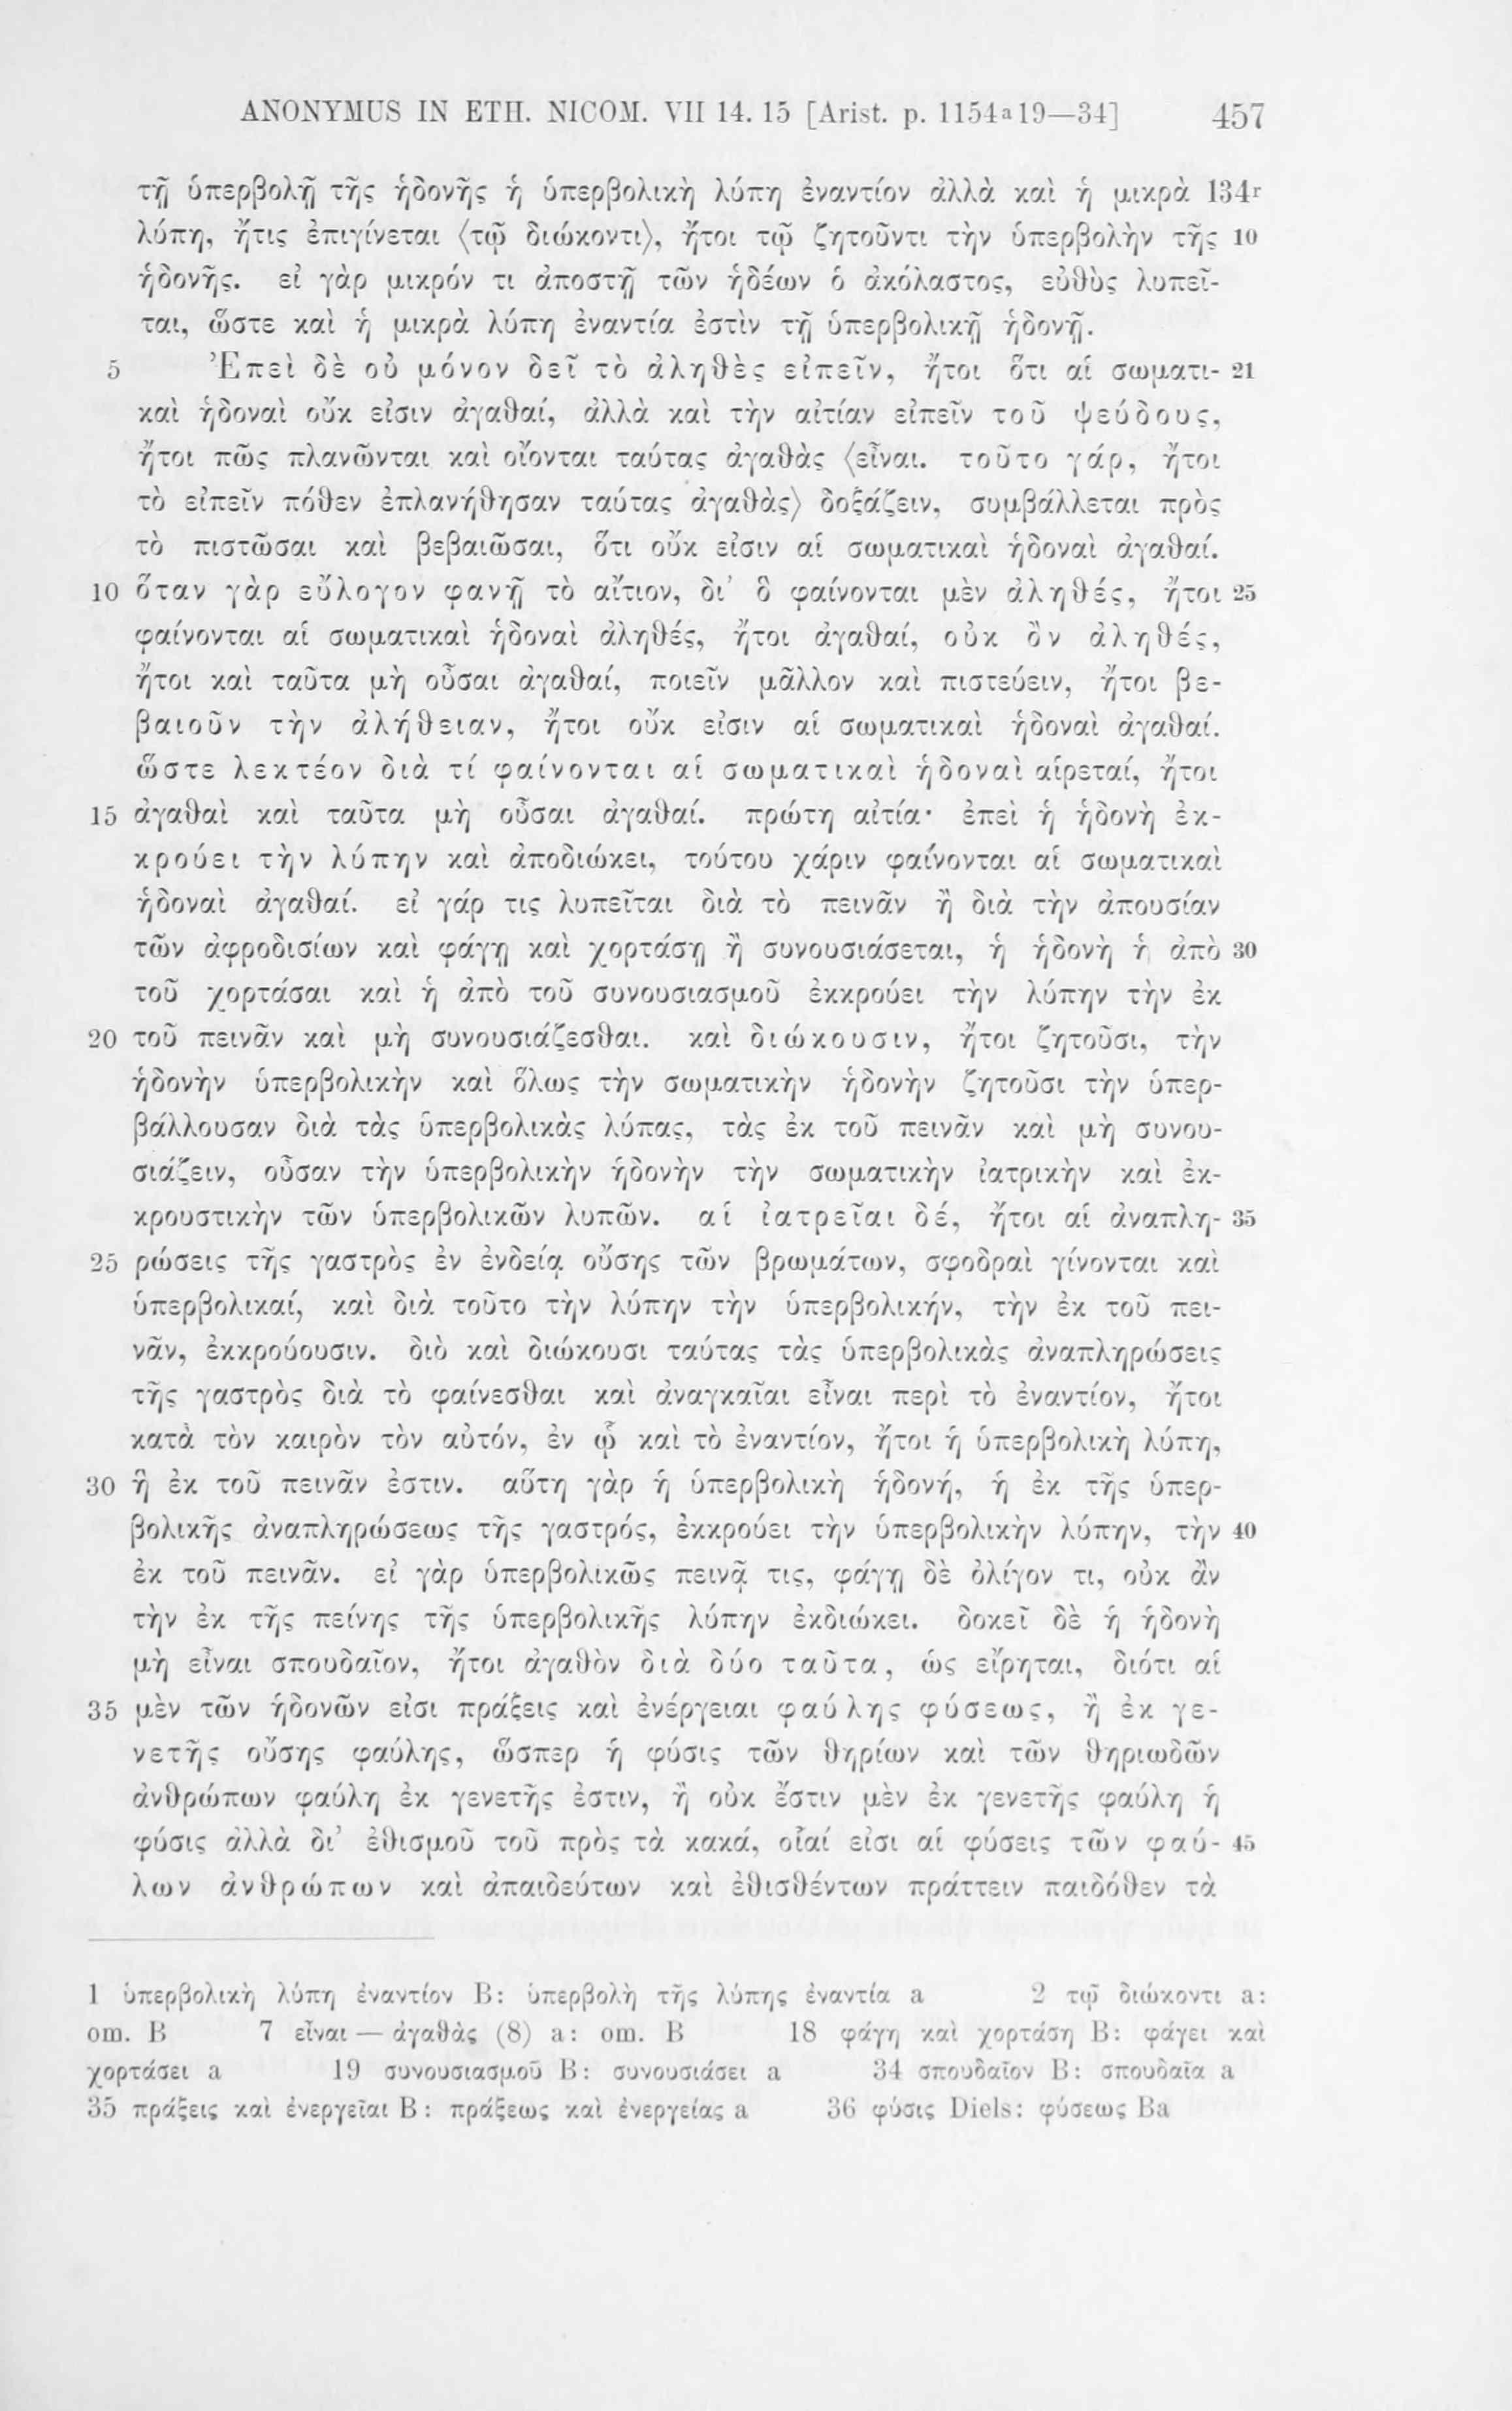 ANONYMUS IN ETH. NICOM. VII 14. 15 [Arist. p. 1154a19—34] 457
τῇ ὑπερβολῇ τῆς ἡδονῆς ἡ ὑπερβολικὴ λύπη ἐναντίον ἀλλὰ καὶ ἡ μικρὰ 134r
λύπη, ἥτις ἐπιγίνεται ⟨τῷ διώκοντι⟩, ἤτοι τῷ ζητοῦντι τὴν ὑπερβολὴν τῆς 10
ἡδονῆς. εἰ γὰρ μικρόν τι ἀποστῇ τῶν ἡδέων ὁ ἀκόλαστος, εὐθὺς λυπεῖ-
ται, ὥστε καὶ ἡ μικρὰ λύπη ἐναντία ἐστὶν τῇ ὑπερβολικῇ ἡδονῇ.
5 Ἐπεὶ δὲ οὐ μόνον δεῖ τὸ ἀληθὲς εἰπεῖν, ἤτοι ὅτι αἱ σωματι- 21
καὶ ἡδοναὶ οὔκ εἰσιν ἀγαθαί, ἀλλὰ καὶ τὴν αἰτίαν εἰπεῖν τοῦ ψεύδους,
ἤτοι πῶς πλανῶνται καὶ οἴονται ταύτας ἀγαθὰς ⟨εἶναι. τοῦτο γάρ, ἤτοι
τὸ εἰπεῖν πόθεν ἐπλανήθησαν ταύτας ἀγαθὰς⟩ δοξάζειν, συμβάλλεται πρὸς
τὸ πιστῶσαι καὶ βεβαιῶσαι, ὅτι οὔκ εἰσιν αἱ σωματικαὶ ἡδοναὶ ἀγαθαί.
10 ὅταν γὰρ εὔλογον φανῇ τὸ αἴτιον, δι' ὃ φαίνονται μὲν ἀληθές, ἤτοι 25
φαίνονται αἱ σωματικαὶ ἡδοναὶ ἀληθές, ἤτοι ἀγαθαί, οὐκ ὂν ἀληθές,
ἤτοι καὶ ταῦτα μὴ οὖσαι ἀγαθαί, ποιεῖν μᾶλλον καὶ πιστεύειν, ἤτοι βε-
βαιοῦν τὴν ἀλήθειαν, ἤτοι οὔκ εἰσιν αἱ σωματικαὶ ἡδοναὶ ἀγαθαί.
ὥστε λεκτέον διὰ τί φαίνονται αἱ σωματικαὶ ἡδοναὶ αἱρεταί, ἤτοι
15 ἀγαθαὶ καὶ ταῦτα μὴ οὖσαι ἀγαθαί. πρώτη αἰτία· ἐπεὶ ἡ ἡδονὴ ἐκ-
κρούει τὴν λύπην καὶ ἀποδιώκει, τούτου χάριν φαίνονται αἱ σωματικαὶ
ἡδοναὶ ἀγαθαί. εἰ γάρ τις λυπεῖται διὰ τὸ πεινᾶν ἢ διὰ τὴν ἀπουσίαν
τῶν ἀφροδισίων καὶ φάγῃ καὶ χορτάσῃ ἢ συνουσιάσεται, ἡ ἡδονὴ ἡ ἀπὸ 30
τοῦ χορτάσαι καὶ ἡ ἀπὸ τοῦ συνουσιασμοῦ ἐκκρούει τὴν λύπην τὴν ἐκ
20 τοῦ πεινᾶν καὶ μὴ συνουσιάζεσθαι. καὶ διώκουσιν, ἤτοι ζητοῦσι, τὴν
ἡδονὴν ὑπερβολικὴν καὶ ὅλως τὴν σωματικὴν ἡδονὴν ζητοῦσι τὴν ὑπερ-
βάλλουσαν διὰ τὰς ὑπερβολικὰς λύπας, τὰς ἐκ τοῦ πεινᾶν καὶ μὴ συνου-
σιάζειν, οὖσαν τὴν ὑπερβολικὴν ἡδονὴν τὴν σωματικὴν ἰατρικὴν καὶ ἐκ-
κρουστικὴν τῶν ὑπερβολικῶν λυπῶν. αἱ ἰατρεῖαι δέ, ἤτοι αἱ ἀναπλη- 35
25 ρώσεις τῆς γαστρὸς ἐν ἐνδείᾳ οὔσης τῶν βρωμάτων, σφοδραὶ γίνονται καὶ
ὑπερβολικαί, καὶ διὰ τοῦτο τὴν λύπην τὴν ὑπερβολικήν, τὴν ἐκ τοῦ πει-
νᾶν, ἐκκρούουσιν. διὸ καὶ διώκουσι ταύτας τὰς ὑπερβολικὰς ἀναπληρώσεις
τῆς γαστρὸς διὰ τὸ φαίνεσθαι καὶ ἀναγκαῖαι εἶναι περὶ τὸ ἐναντίον, ἤτοι
κατὰ τὸν καιρὸν τὸν αὐτόν, ἐν ᾧ καὶ τὸ ἐναντίον, ἤτοι ἡ ὑπερβολικὴ λύπη,
30 ἣ ἐκ τοῦ πεινᾶν ἐστιν. αὕτη γὰρ ἡ ὑπερβολικὴ ἡδονή, ἡ ἐκ τῆς ὑπερ-
βολικῆς ἀναπληρώσεως τῆς γαστρός, ἐκκρούει τὴν ὑπερβολικὴν λύπην, τὴν 40
ἐκ τοῦ πεινᾶν. εἰ γὰρ ὑπερβολικῶς πεινᾷ τις, φάγῃ δὲ ὀλίγον τι, οὐκ ἂν
τὴν ἐκ τῆς πείνης τῆς ὑπερβολικῆς λύπην ἐκδιώκει. δοκεῖ δὲ ἡ ἡδονὴ
μὴ εἶναι σπουδαῖον, ἤτοι ἀγαθὸν διὰ δύο ταῦτα, ὡς εἴρηται, διότι αἱ
35 μὲν τῶν ἡδονῶν εἰσι πράξεις καὶ ἐνέργειαι φαύλης φύσεως, ἢ ἐκ γε-
νετῆς οὔσης φαύλης, ὥσπερ ἡ φύσις τῶν θηρίων καὶ τῶν θηριωδῶν
ἀνθρώπων φαύλη ἐκ γενετῆς ἐστιν, ἢ οὐκ ἔστιν μὲν ἐκ γενετῆς φαύλη ἡ
φύσις ἀλλὰ δι' ἐθισμοῦ τοῦ πρὸς τὰ κακά, οἷαί εἰσι αἱ φύσεις τῶν φαύ- 45
λων ἀνθρώπων καὶ ἀπαιδεύτων καὶ ἐθισθέντων πράττειν παιδόθεν τὰ
1 ὑπερβολικὴ λύπη ἐναντίον B: ὑπερβολὴ τῆς λύπης ἐναντία a 2 τῷ διώκοντι a:
om. B 7 εἶναι — ἀγαθὰς (8) a: om. B 18 φάγῃ καὶ χορτάσῃ B: φάγει καὶ
χορτάσει a 19 συνουσιασμοῦ B: συνουσιάσει a 34 σπουδαῖον B: σπουδαῖα a
35 πράξεις καὶ ἐνεργεῖαι B: πράξεως καὶ ἐνεργείας a 36 φύσις Diels: φύσεως Ba